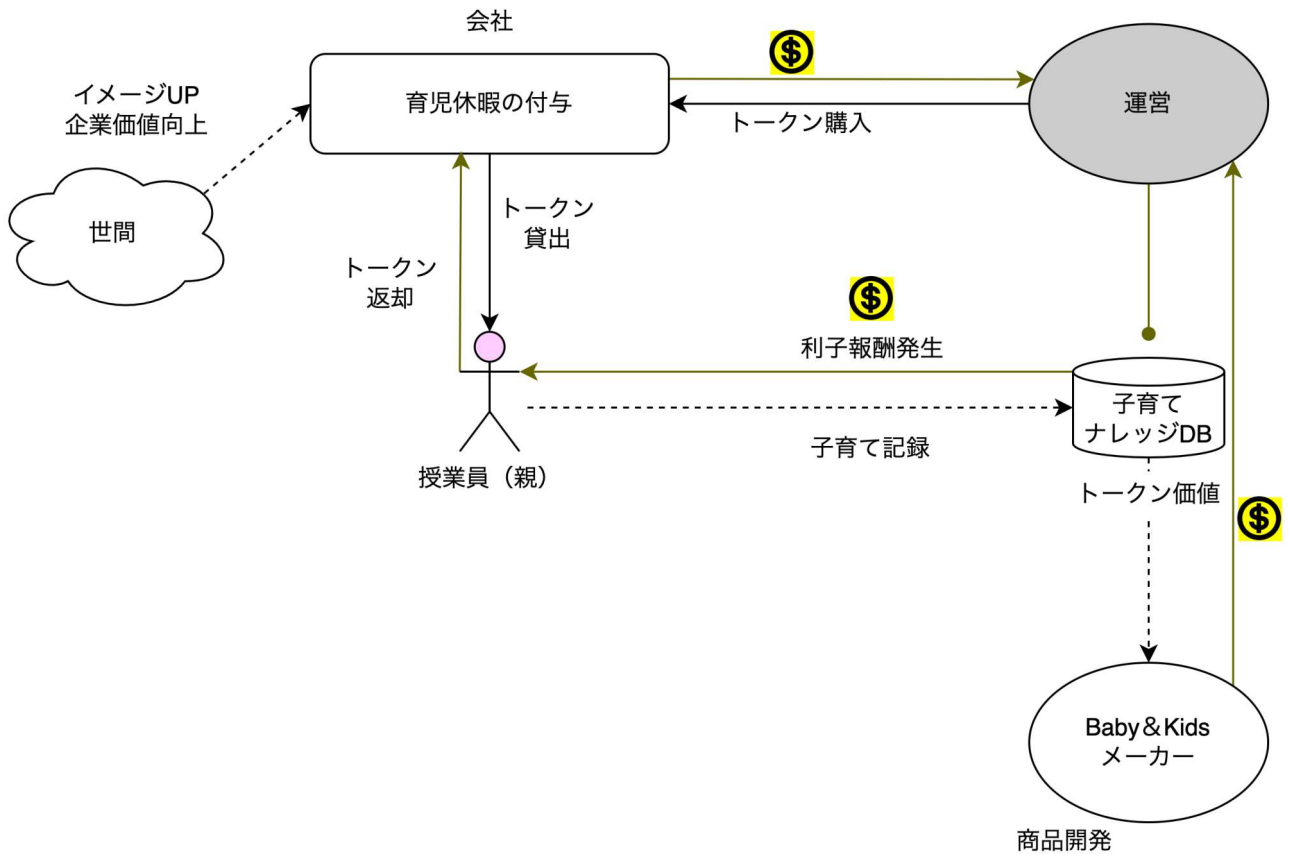 会社
イメージUP
企業価値向上
育児休暇の付与
運営
トークン購入
世間
トークン
貸出
トークン
返却
利子報酬発生
子育て
ナレッジDB
子育て記録
授業員（親）
トークン価値
Baby＆Kids
メーカー
商品開発